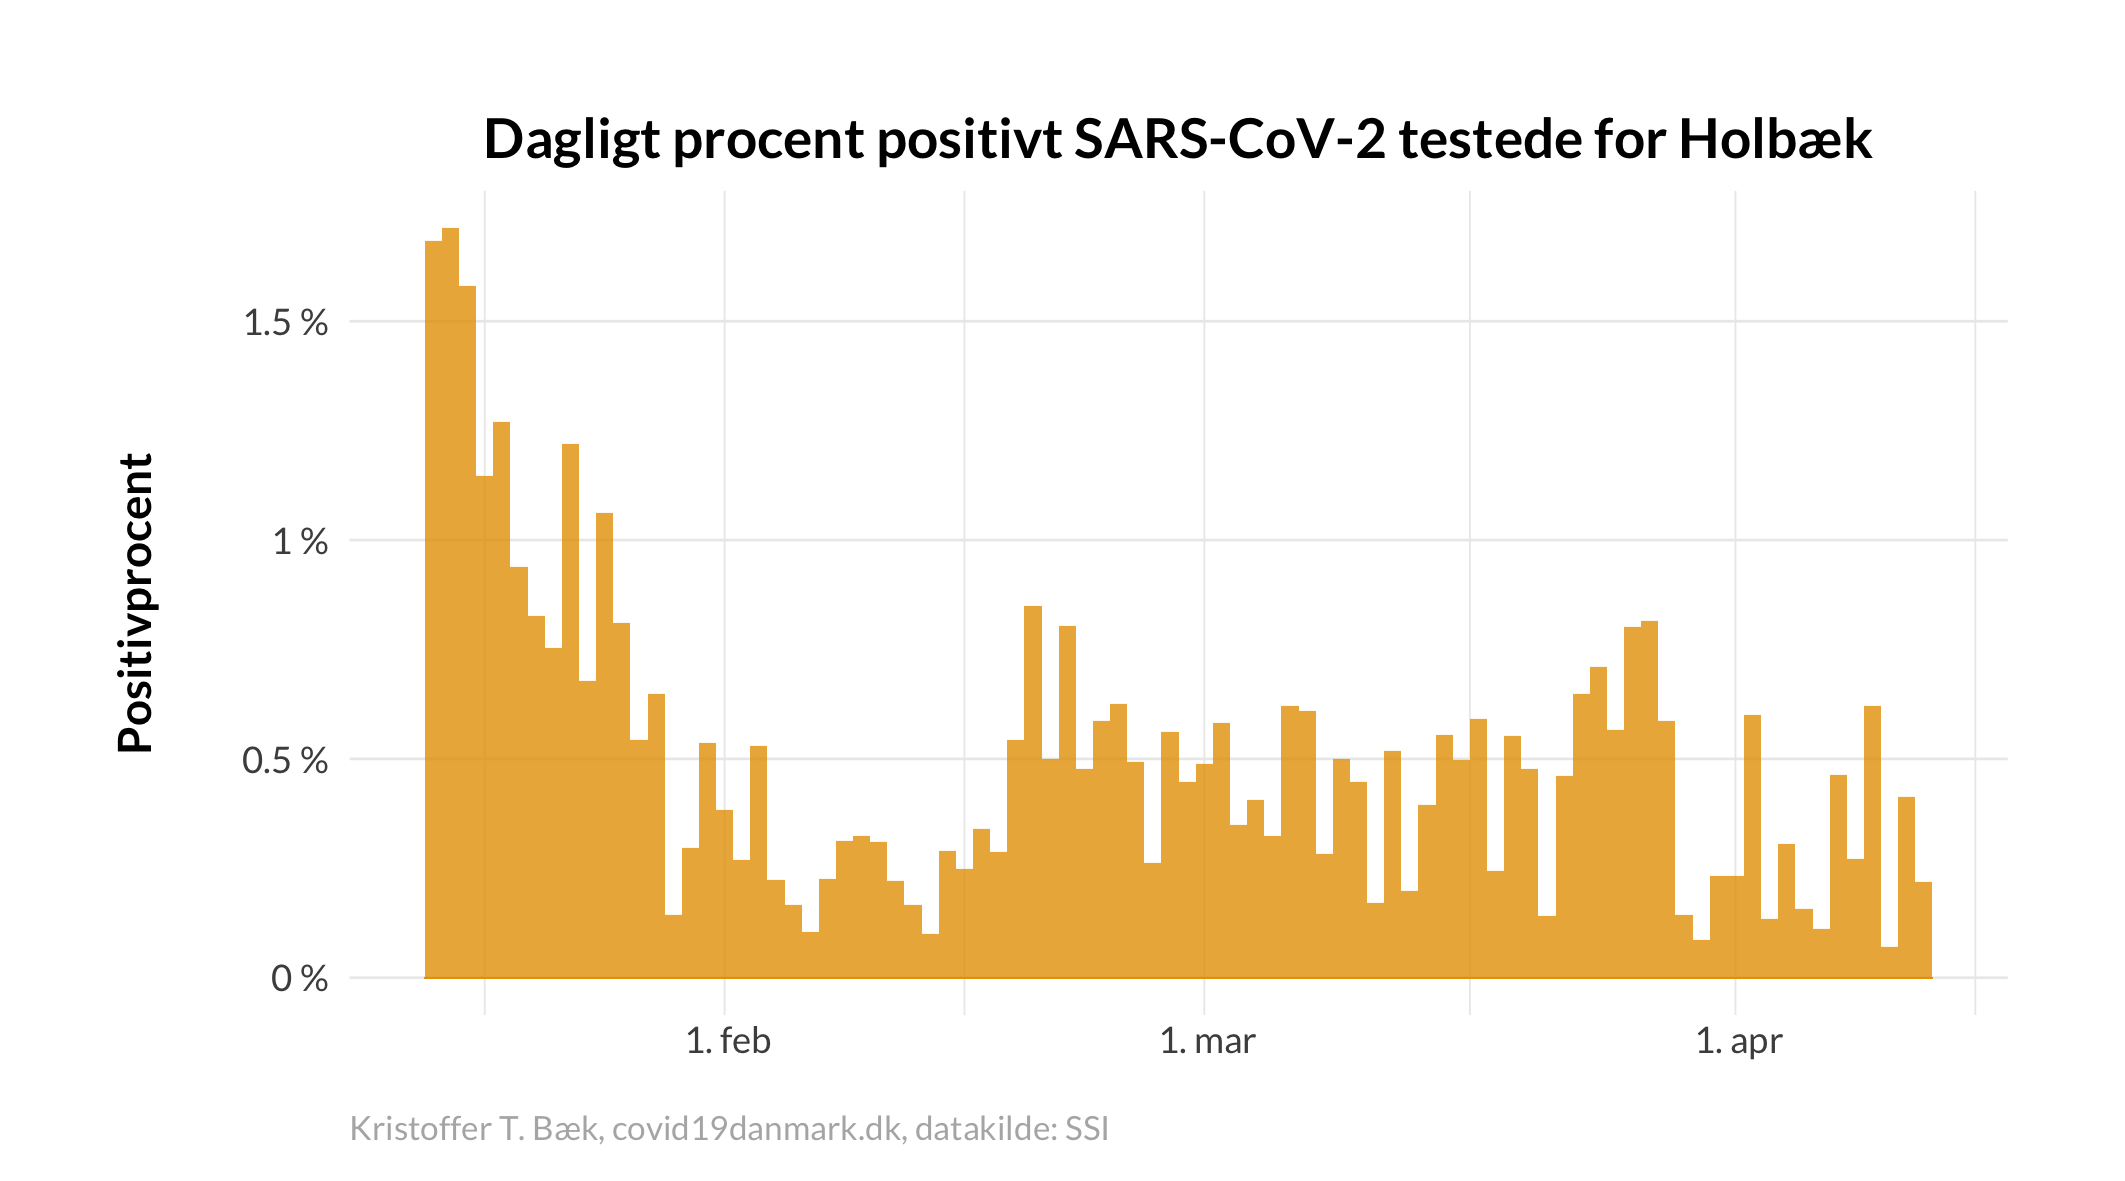 Dagligt procent positivt SARS-CoV-2 testede for Holbæk
Positivprocent
1.5 %
1 %
0.5 %
0 %
1. feb
1. mar
1. apr
Kristoffer T. Bæk, covid19danmark.dk, datakilde: SSI